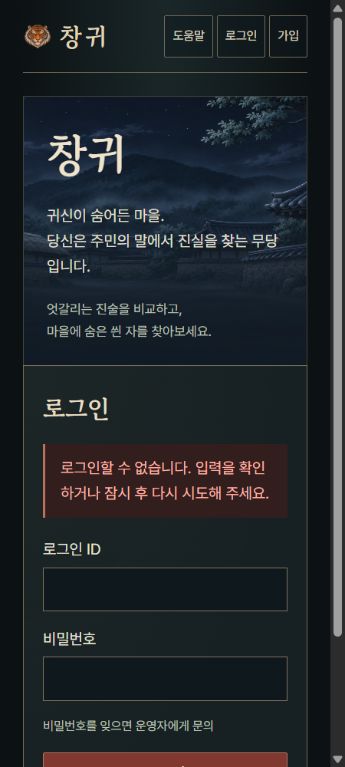 창귀
도움말
로그인
가입
창귀
귀신이 숨어든 마을.
당신은 주민의 말에서 진실을 찾는 무당
입니다.
엇갈리는 진술을 비교하고,
마을에 숨은 씐 자를 찾아보세요.
로그인
로그인할 수 없습니다. 입력을 확인
하거나 잠시 후 다시 시도해 주세요.
로그인 ID
비밀번호
비밀번호를 잊으면 운영자에게 문의